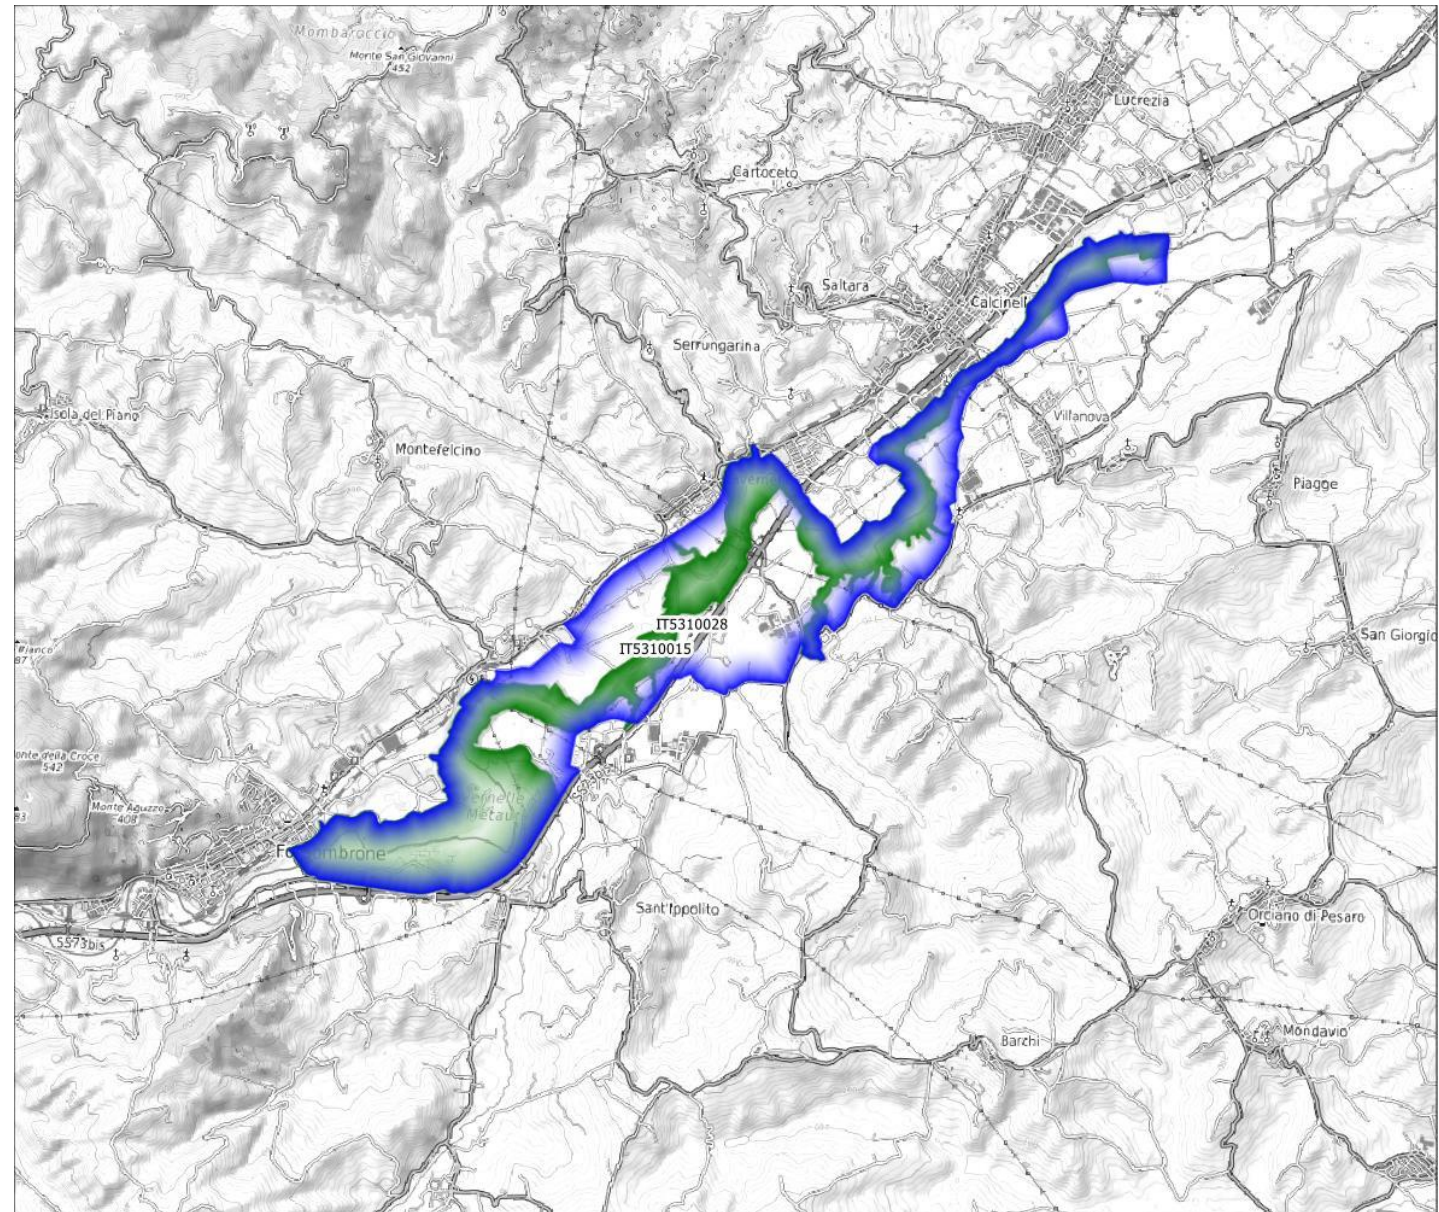 Mombaroccio
Monte San Giovanni
452
Lucrezia
Cartoceto
Saltara
Calcinelli
Serrungarina
Isola del Piano
Villanova
Montefelcino
Piagge
IT5310028
San Giorgio
IT5310015
Monte della Croce
542
Monte Aguzzo
408
Metauro
Fossombrone
Sant'Ippolito
Orciano di Pesaro
SS73bis
Mondavio
Barchi